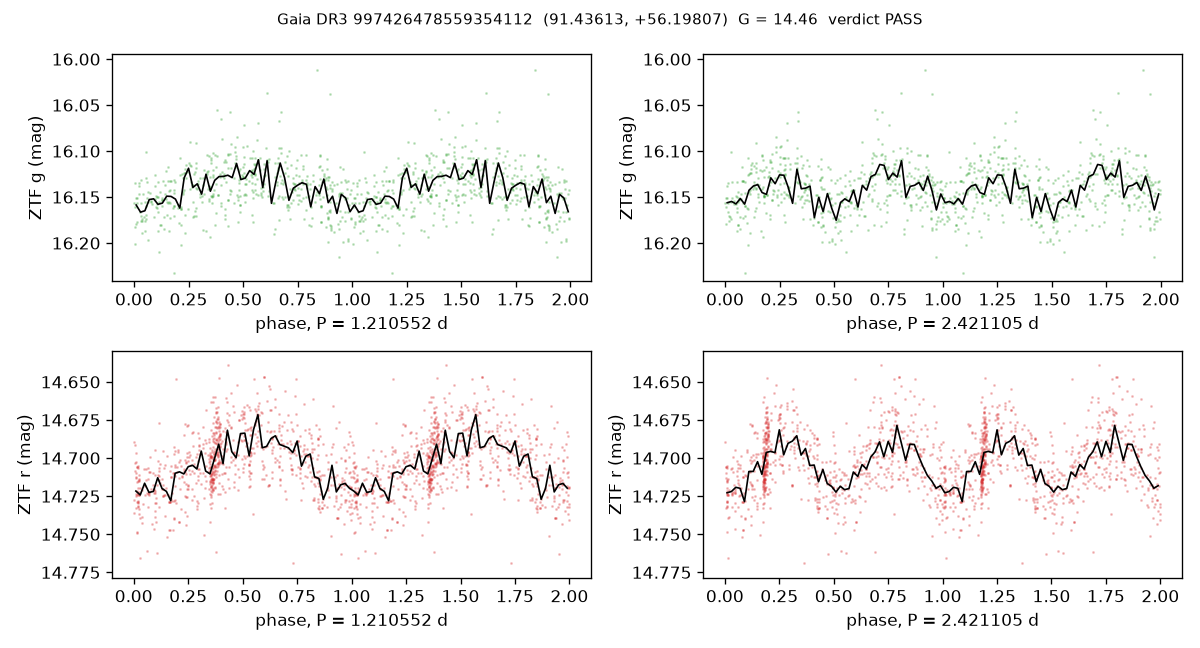 Gaia DR3 997426478559354112 (91.43613, +56.19807) G = 14.46 verdict PASS
ZTF g (mag)
16.00
16.05
16.10
16.15
16.20
0.00 0.25 0.50 0.75 1.00 1.25 1.50 1.75 2.00
phase, P = 1.210552 d
ZTF g (mag)
16.00
16.05
16.10
16.15
16.20
0.00 0.25 0.50 0.75 1.00 1.25 1.50 1.75 2.00
phase, P = 2.421105 d
ZTF r (mag)
14.650
14.675
14.700
14.725
14.750
14.775
0.00 0.25 0.50 0.75 1.00 1.25 1.50 1.75 2.00
phase, P = 1.210552 d
ZTF r (mag)
14.650
14.675
14.700
14.725
14.750
14.775
0.00 0.25 0.50 0.75 1.00 1.25 1.50 1.75 2.00
phase, P = 2.421105 d